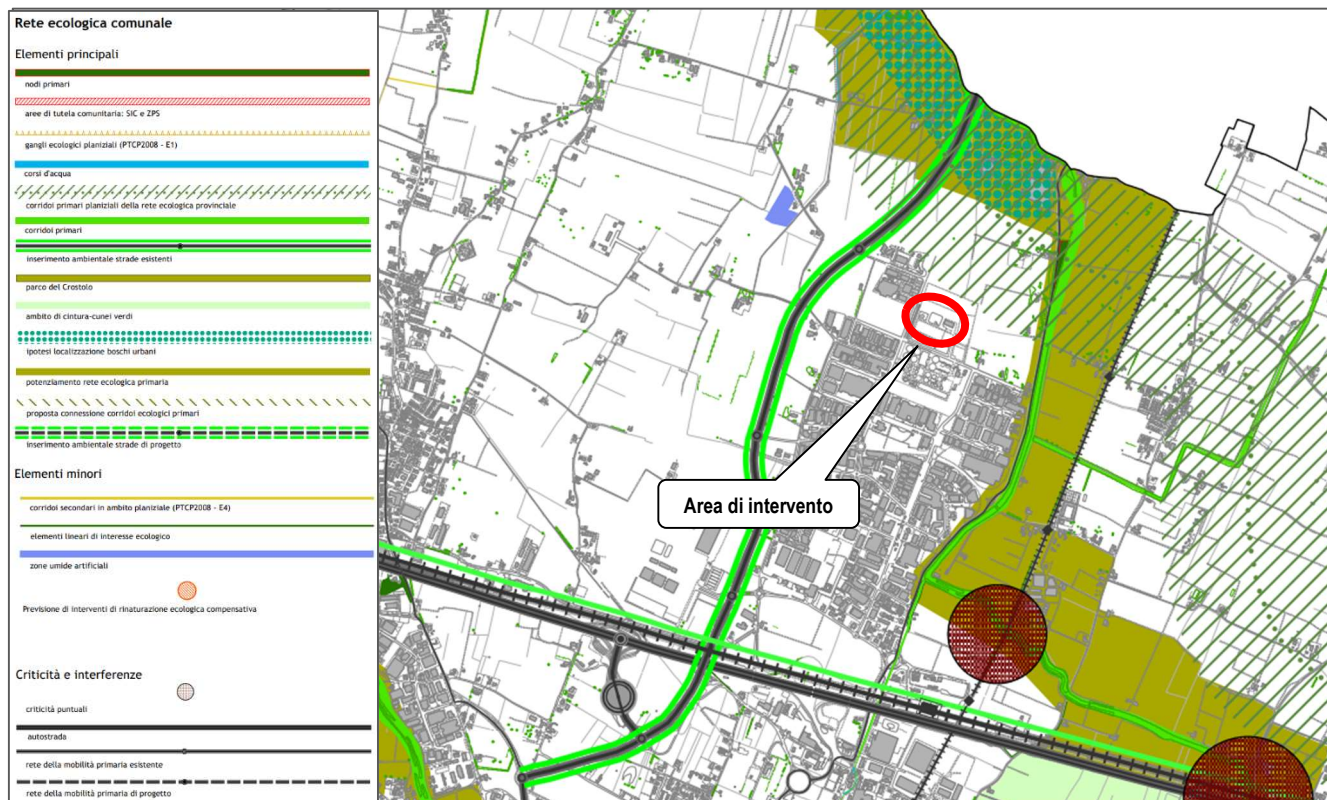 Rete ecologica comunale
Elementi principali
nodi primari
aree di tutela comunitaria: SIC e ZPS
gangli ecologici planiziali (PTCP2008 - E1)
corsi d'acqua
corridoi primari planiziali della rete ecologica provinciale
corridoi primari
inserimento ambientale strade esistenti
parco del Crostolo
ambito di cintura-cunei verdi
ipotesi localizzazione boschi urbani
potenziamento rete ecologica primaria
proposta connessione corridoi ecologici primari
inserimento ambientale strade di progetto
Elementi minori
corridoi secondari in ambito planiziale (PTCP2008 - E4)
elementi lineari di interesse ecologico
zone umide artificiali
Previsione di interventi di rinaturazione ecologica compensativa
Criticità e interferenze
criticità puntuali
autostrada
rete della mobilità primaria esistente
rete della mobilità primaria di progetto
Area di intervento